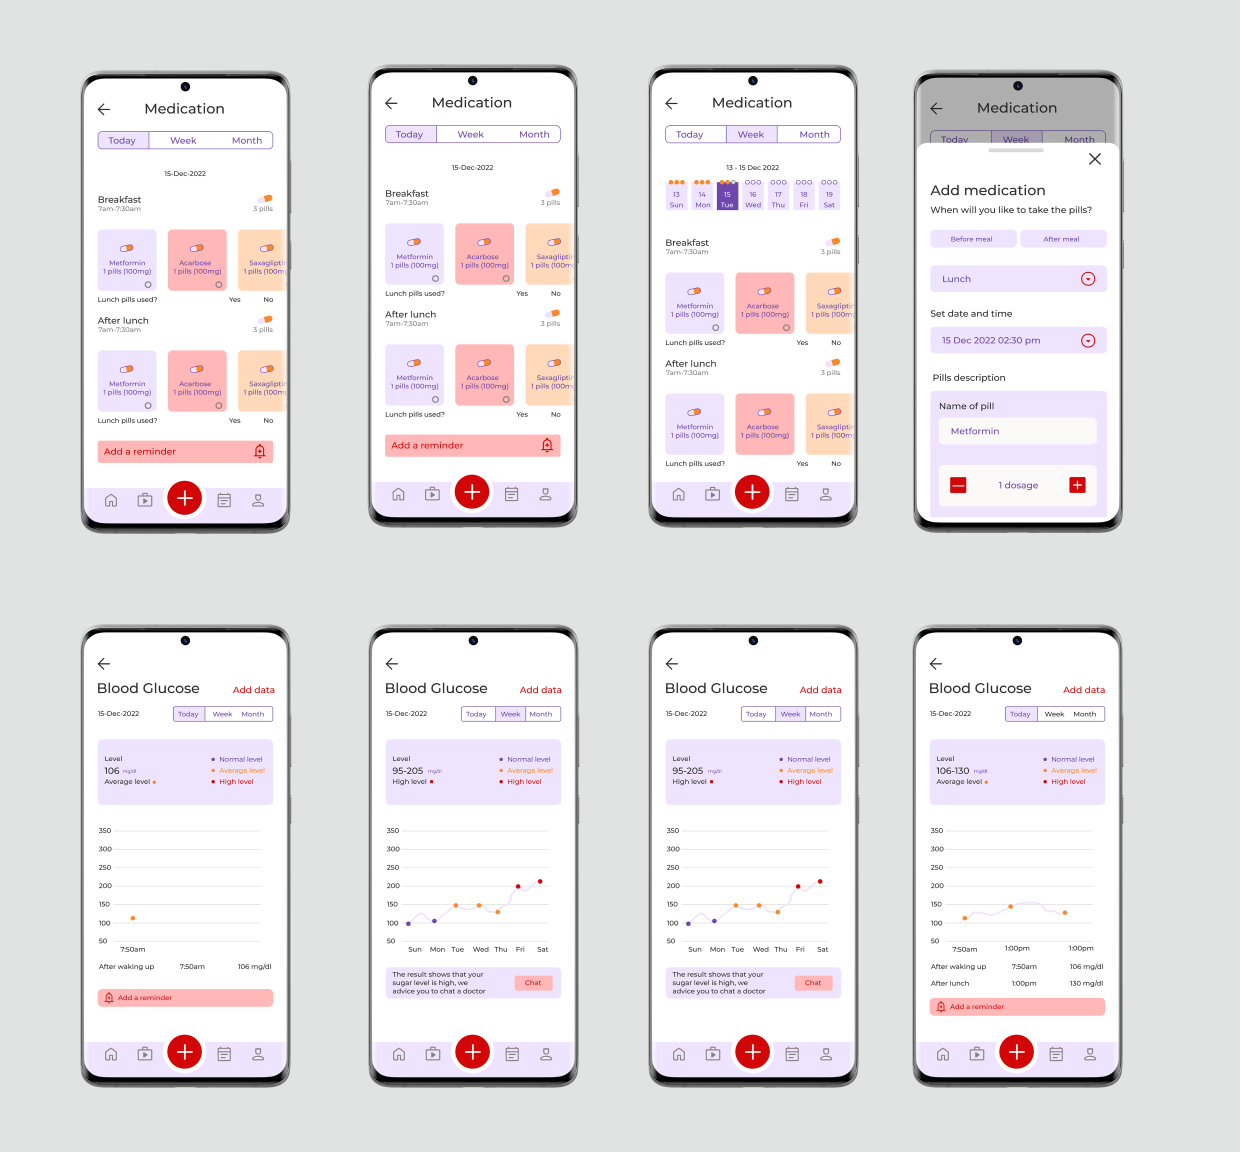 Medication
Today Week Month
15-Dec-2022
Breakfast
7am-7:30am
3 pills
Metformin
1 pills (100mg)
Acarbose
1 pills (100mg)
Saxagliptin
1 pills (100m
Lunch pills used? Yes No
After lunch
7am-7:30am
3 pills
Metformin
1 pills (100mg)
Acarbose
1 pills (100mg)
Saxagliptin
1 pills (100m
Lunch pills used? Yes No
Add a reminder
Medication
Today Week Month
15-Dec-2022
Breakfast
7am-7:30am
3 pills
Metformin
1 pills (100mg)
Acarbose
1 pills (100mg)
Saxagliptin
1 pills (100m
Lunch pills used? Yes No
After lunch
7am-7:30am
3 pills
Metformin
1 pills (100mg)
Acarbose
1 pills (100mg)
Saxagliptin
1 pills (100m
Lunch pills used? Yes No
Add a reminder
Medication
Today Week Month
13 - 15 Dec 2022
13 14 15 16 17 18 19
Sun Mon Tue Wed Thu Fri Sat
Breakfast
7am-7:30am
3 pills
Metformin
1 pills (100mg)
Acarbose
1 pills (100mg)
Saxagliptin
1 pills (100m
Lunch pills used? Yes No
After lunch
7am-7:30am
3 pills
Metformin
1 pills (100mg)
Acarbose
1 pills (100mg)
Saxagliptin
1 pills (100m
Lunch pills used? Yes No
Medication
Today Week Month
Add medication
When will you like to take the pills?
Before meal After meal
Lunch
Set date and time
15 Dec 2022 02:30 pm
Pills description
Name of pill
Metformin
1 dosage
Blood Glucose Add data
15-Dec-2022 Today Week Month
Level
106 mg/dl
Average level
Normal level
Average level
High level
350
300
250
200
150
100
50
7:50am
After waking up 7:50am 106 mg/dl
Add a reminder
Blood Glucose Add data
15-Dec-2022 Today Week Month
Level
95-205 mg/dl
High level
Normal level
Average level
High level
350
300
250
200
150
100
50
Sun Mon Tue Wed Thu Fri Sat
The result shows that your
sugar level is high, we
advice you to chat a doctor
Chat
Blood Glucose Add data
15-Dec-2022 Today Week Month
Level
95-205 mg/dl
High level
Normal level
Average level
High level
350
300
250
200
150
100
50
Sun Mon Tue Wed Thu Fri Sat
The result shows that your
sugar level is high, we
advice you to chat a doctor
Chat
Blood Glucose Add data
15-Dec-2022 Today Week Month
Level
106-130 mg/dl
Average level
Normal level
Average level
High level
350
300
250
200
150
100
50
7:50am 1:00pm 1:00pm
After waking up 7:50am 106 mg/dl
After lunch 1:00pm 130 mg/dl
Add a reminder